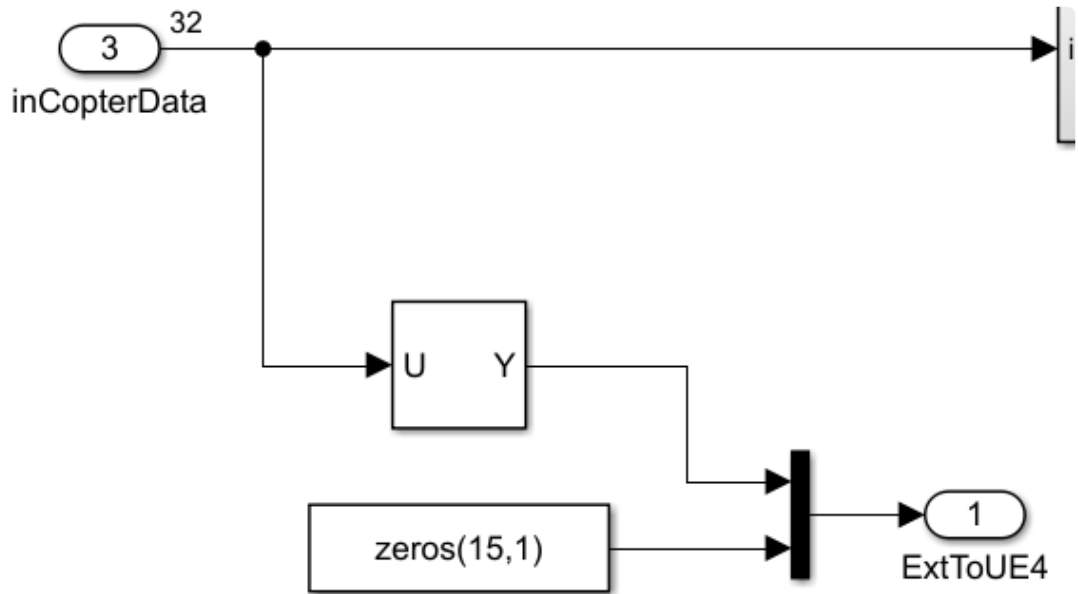 32
3
i
inCopterData
U Y
zeros(15,1)
1
ExtToUE4